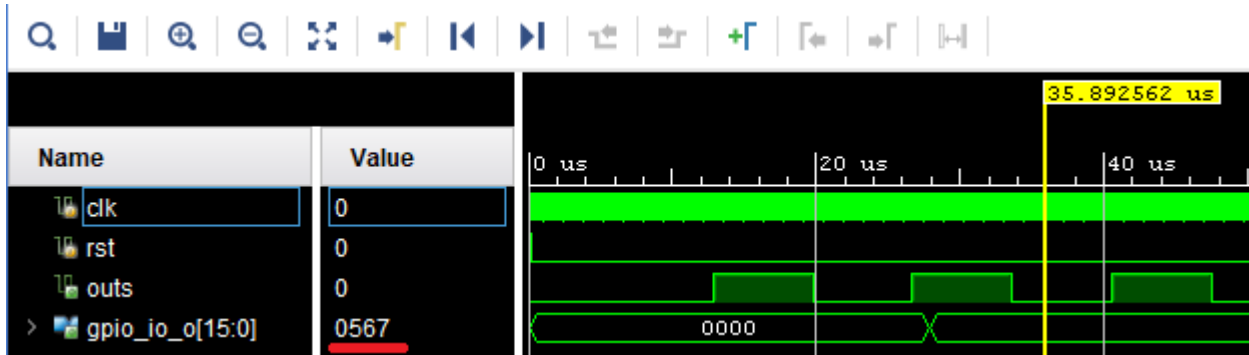 35.892562 us
Name Value 0 us 20 us 40 us
clk 0
rst 0
outs 0
gpio_io_o[15:0] 0567 0000